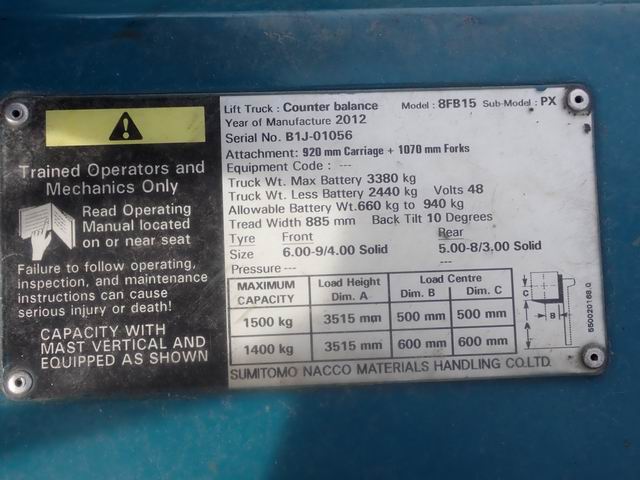 Trained Operators and
Mechanics Only
Read Operating
Manual located
on or near seat
Failure to follow operating,
inspection, and maintenance
instructions can cause
serious injury or death!
CAPACITY WITH
MAST VERTICAL AND
EQUIPPED AS SHOWN
Lift Truck : Counter balance Model : 8FB15 Sub-Model : PX
Year of Manufacture 2012
Serial No. B1J-01056
Attachment: 920 mm Carriage + 1070 mm Forks
Equipment Code : ---
Truck Wt. Max Battery 3380 kg
Truck Wt. Less Battery 2440 kg Volts 48
Allowable Battery Wt. 660 kg to 940 kg
Tread Width 885 mm Back Tilt 10 Degrees
Tyre Front Rear
Size 6.00-9/4.00 Solid 5.00-8/3.00 Solid
Pressure --- ---
MAXIMUM CAPACITY Load Height Dim. A Load Centre Dim. B Dim. C
1500 kg 3515 mm 500 mm 500 mm
1400 kg 3515 mm 600 mm 600 mm
SUMITOMO NACCO MATERIALS HANDLING CO.LTD.
C
B
A
650020168.0